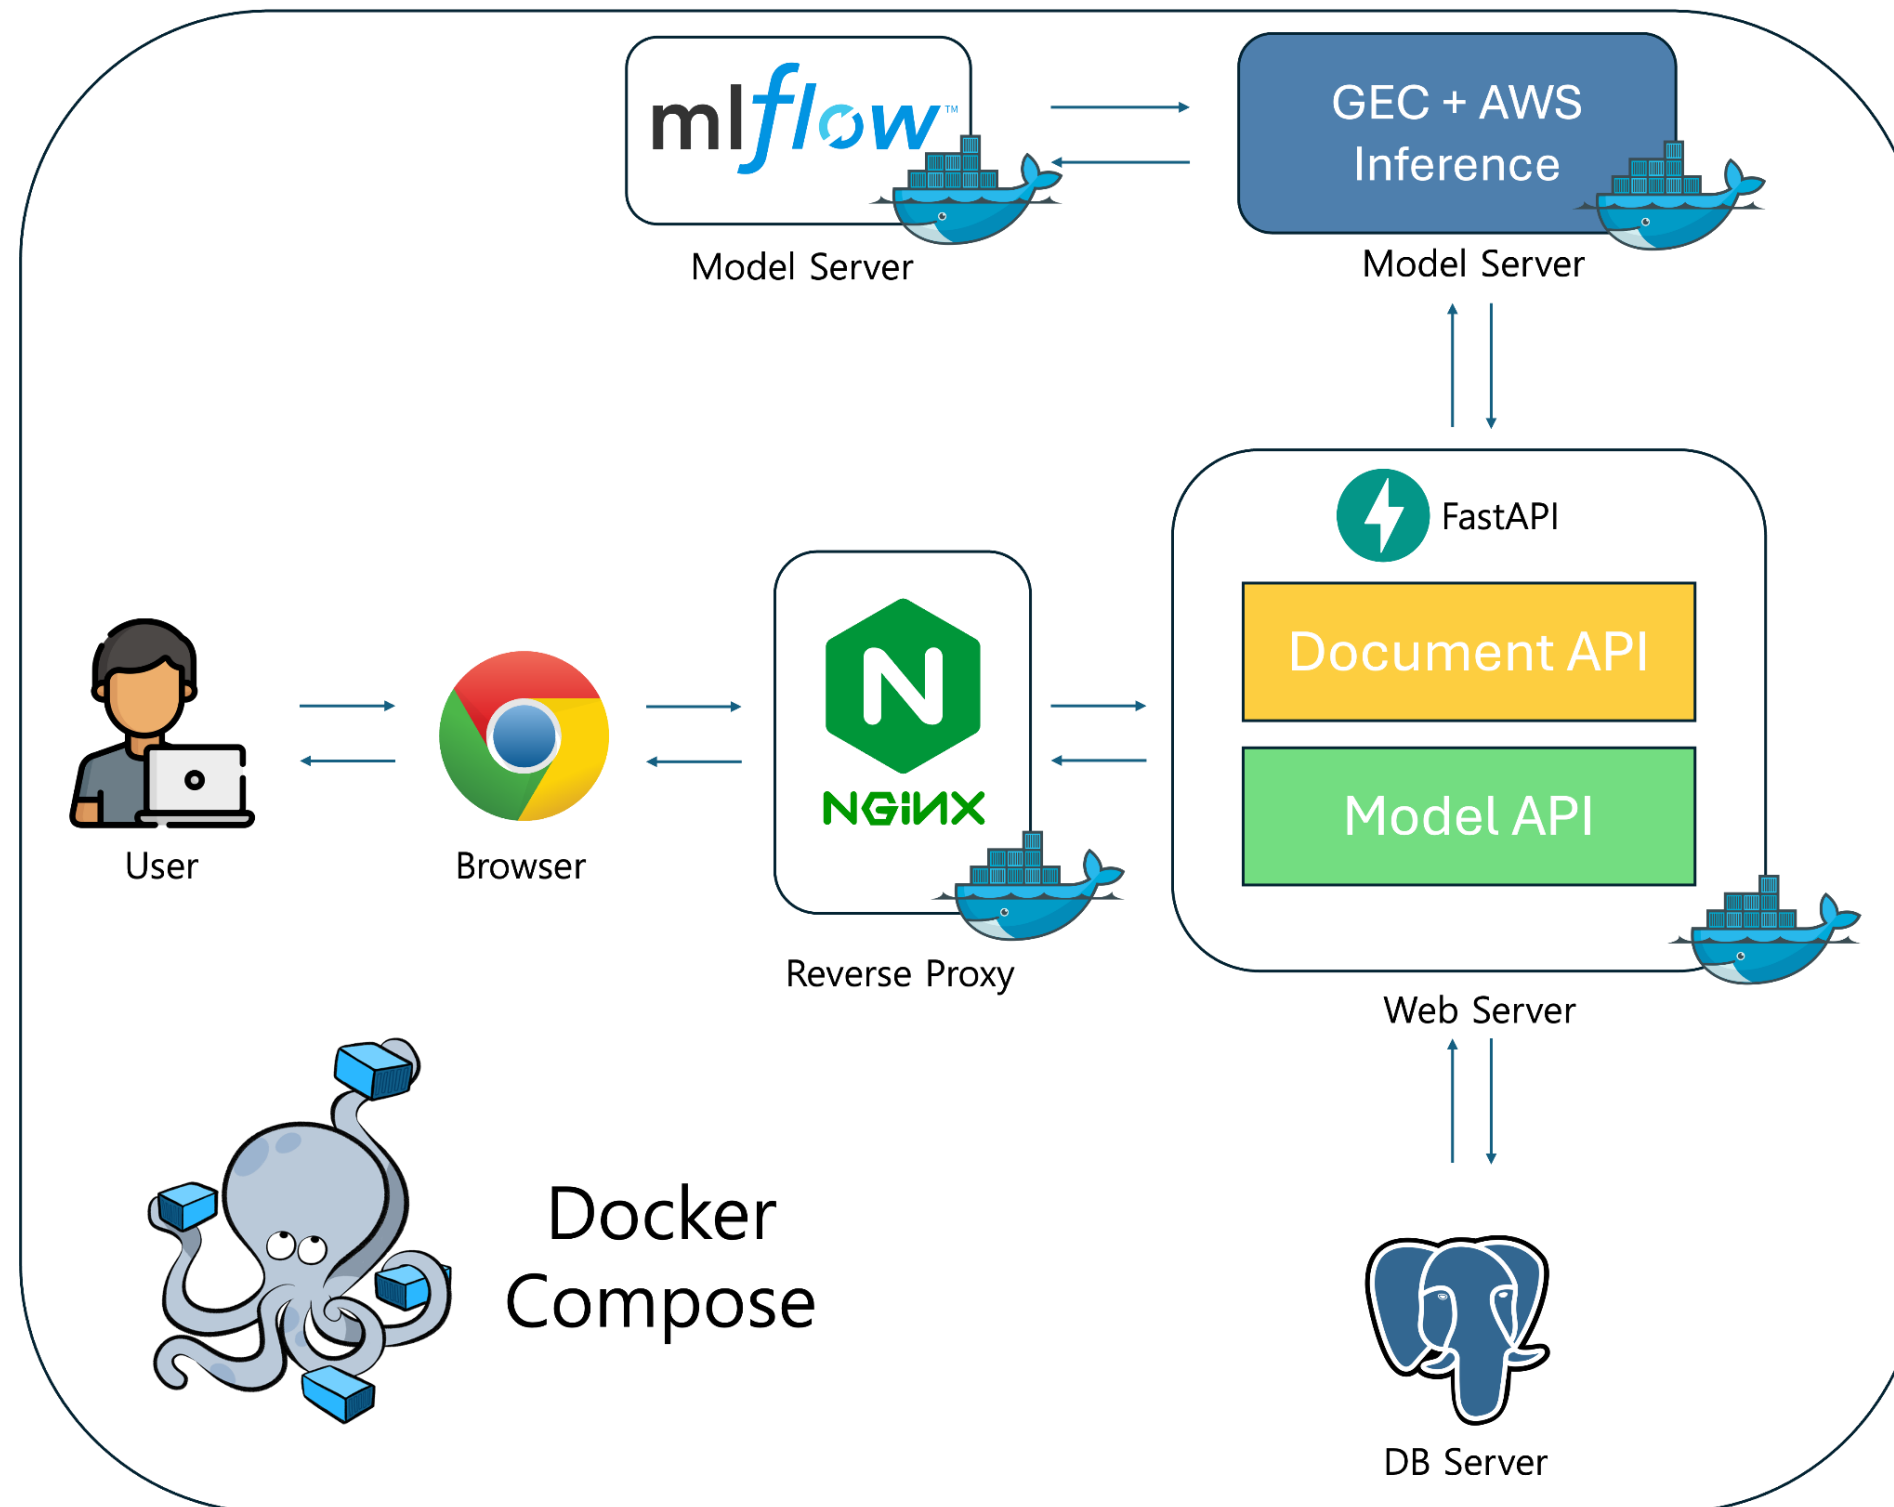 mlflow™
GEC + AWS
Inference
Model Server
Model Server
FastAPI
Document API
Model API
NGINX
User
Browser
Reverse Proxy
Web Server
Docker
Compose
DB Server